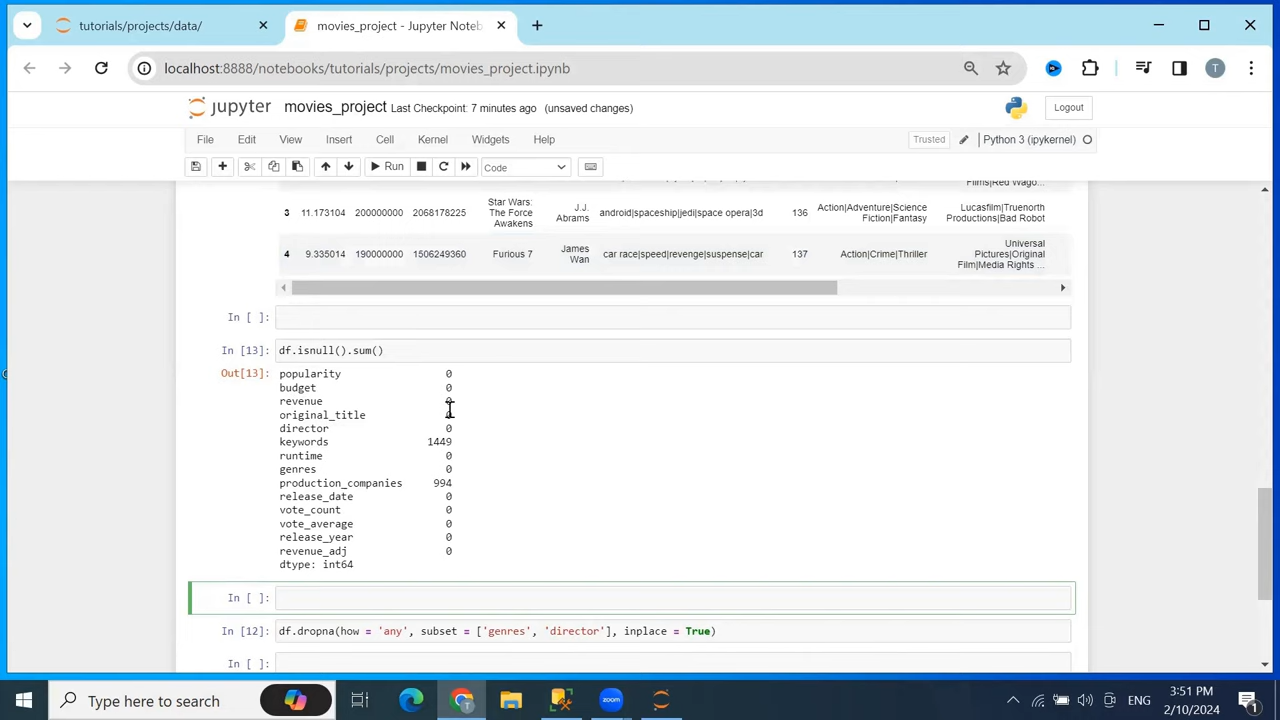 tutorials/projects/data/
movies_project - Jupyter Noteb
localhost:8888/notebooks/tutorials/projects/movies_project.ipynb
T
jupyter movies_project Last Checkpoint: 7 minutes ago (unsaved changes)
Logout
File Edit View Insert Cell Kernel Widgets Help
Trusted Python 3 (ipykernel)
Run Code
Films|Red Wago...
3 11.173104 200000000 2068178225 Star Wars: The Force Awakens J.J. Abrams android|spaceship|jedi|space opera|3d 136 Action|Adventure|Science Fiction|Fantasy Lucasfilm|Truenorth Productions|Bad Robot
4 9.335014 190000000 1506249360 Furious 7 James Wan car race|speed|revenge|suspense|car 137 Action|Crime|Thriller Universal Pictures|Original Film|Media Rights ...
In [ ]:
In [13]: df.isnull().sum()
Out[13]: popularity 0
budget 0
revenue 0
original_title
director 0
keywords 1449
runtime 0
genres 0
production_companies 994
release_date 0
vote_count 0
vote_average 0
release_year 0
revenue_adj 0
dtype: int64
In [ ]:
In [12]: df.dropna(how = 'any', subset = ['genres', 'director'], inplace = True)
In [ ]:
Type here to search
zoom
ENG
3:51 PM
2/10/2024
1